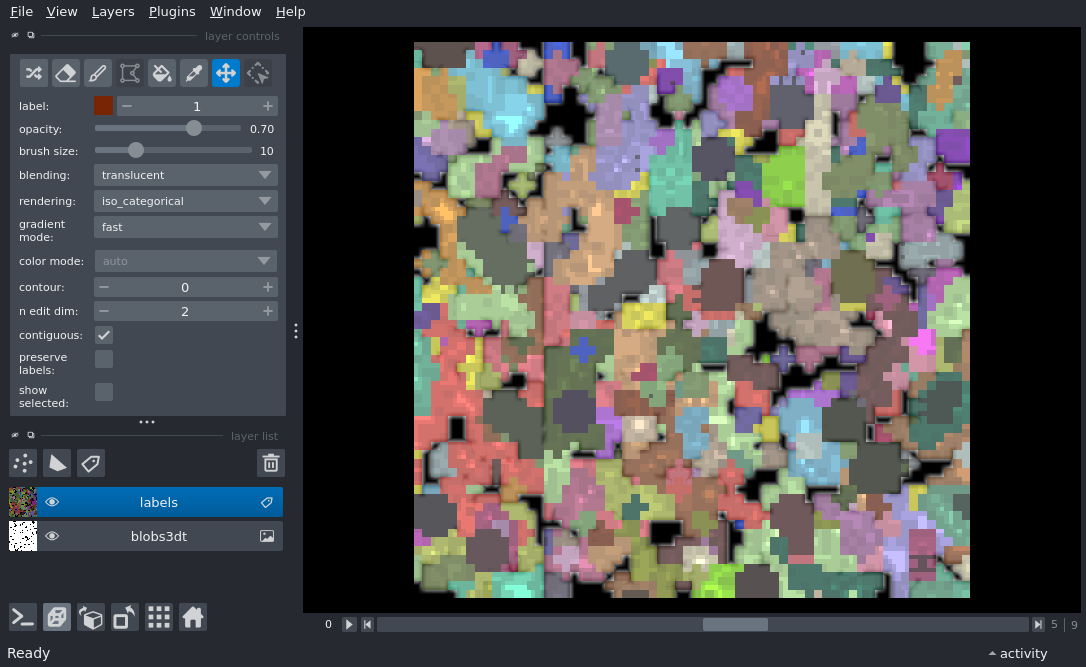 File View Layers Plugins Window Help
layer controls
label: 1
opacity: 0.70
brush size: 10
blending: translucent
rendering: iso_categorical
gradient
mode: fast
color mode: auto
contour: 0
n edit dim: 2
contiguous:
preserve
labels:
show
selected:
layer list
labels
blobs3dt
0 5 | 9
Ready activity